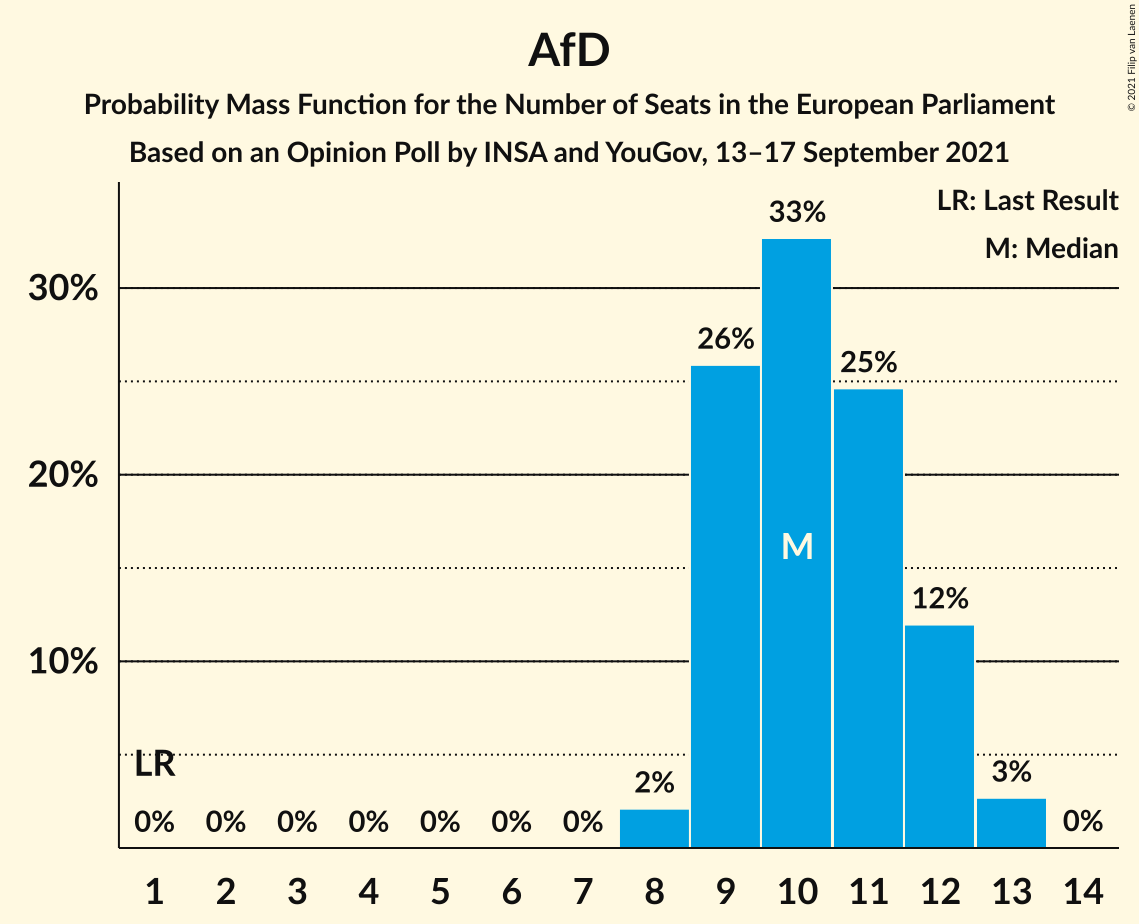 AfD
Probability Mass Function for the Number of Seats in the European Parliament
Based on an Opinion Poll by INSA and YouGov, 13–17 September 2021
© 2021 Filip van Laenen
LR: Last Result
M: Median
30%
20%
10%
33%
26%
25%
M
12%
LR
2%
3%
0% 0% 0% 0% 0% 0% 0% 0%
1 2 3 4 5 6 7 8 9 10 11 12 13 14